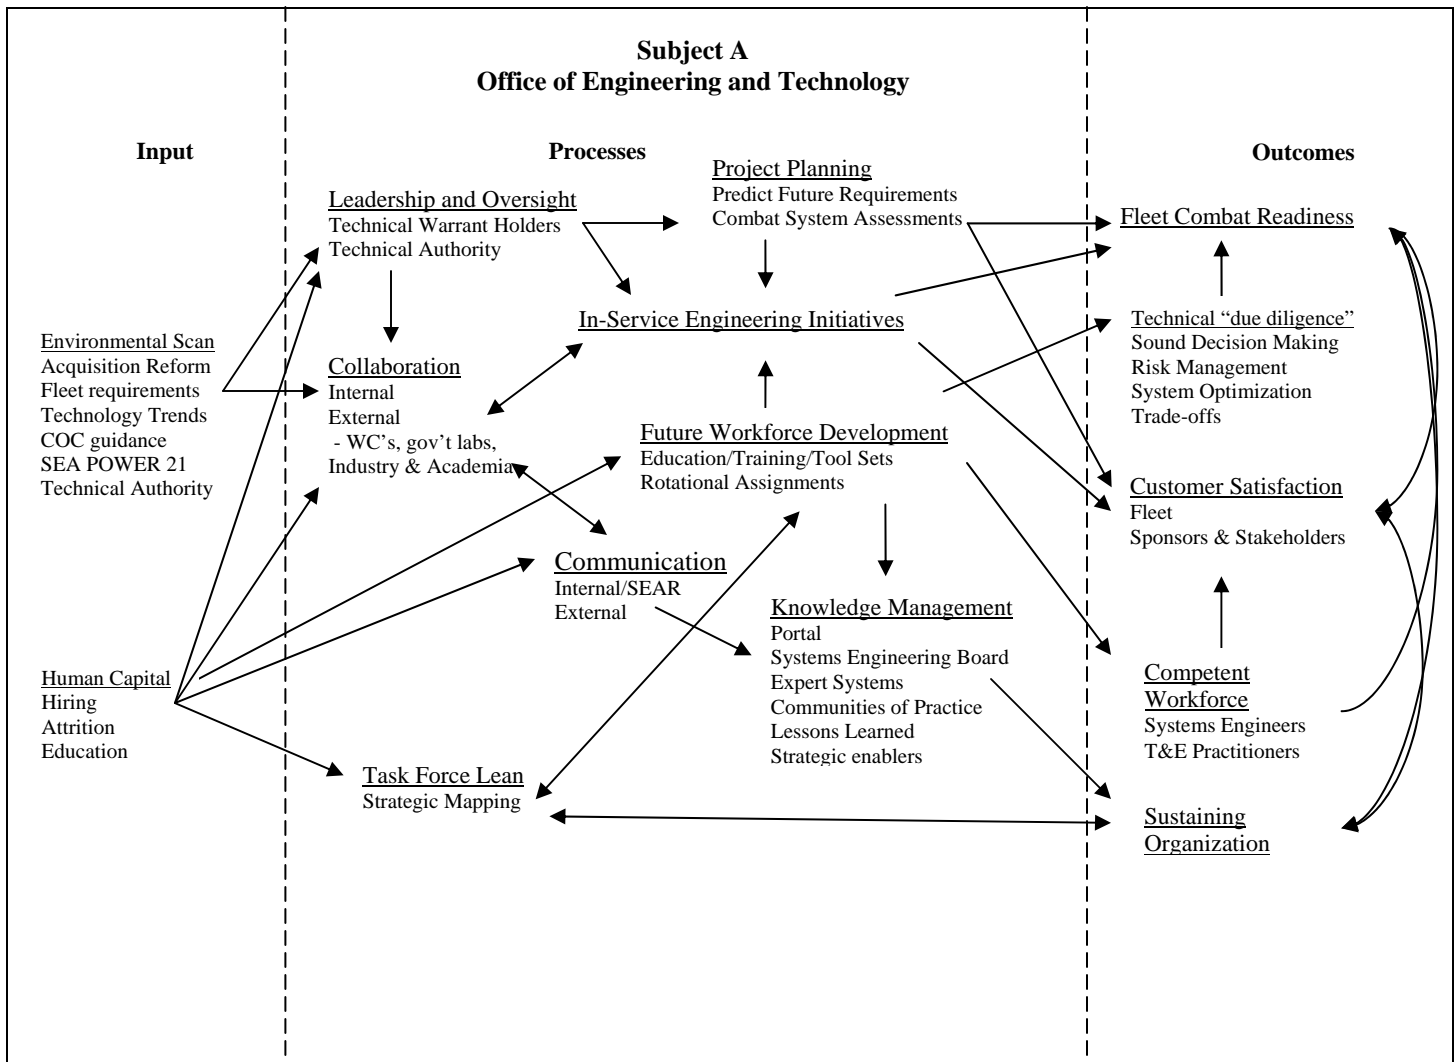 Subject A
Office of Engineering and Technology
Input
Processes
Outcomes
Environmental Scan
Acquisition Reform
Fleet requirements
Technology Trends
COC guidance
SEA POWER 21
Technical Authority
Human Capital
Hiring
Attrition
Education
Leadership and Oversight
Technical Warrant Holders
Technical Authority
Project Planning
Predict Future Requirements
Combat System Assessments
In-Service Engineering Initiatives
Collaboration
Internal
External
- WC's, gov't labs,
Industry & Academia
Future Workforce Development
Education/Training/Tool Sets
Rotational Assignments
Communication
Internal/SEAR
External
Knowledge Management
Portal
Systems Engineering Board
Expert Systems
Communities of Practice
Lessons Learned
Strategic enablers
Task Force Lean
Strategic Mapping
Fleet Combat Readiness
Technical “due diligence”
Sound Decision Making
Risk Management
System Optimization
Trade-offs
Customer Satisfaction
Fleet
Sponsors & Stakeholders
Competent
Workforce
Systems Engineers
T&E Practitioners
Sustaining
Organization